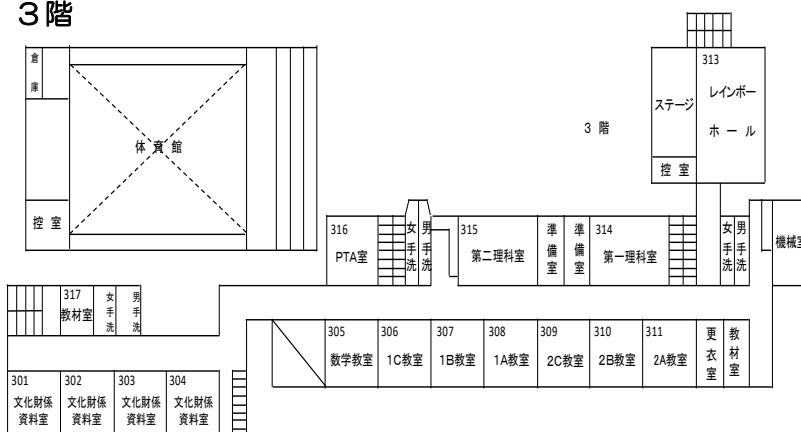 3階
倉庫
体育館
控室
3 階
313
レインボー
ホール
ステージ
控室
316
PTA室
女手洗
男手洗
315
第二理科室
準備室
準備室
314
第一理科室
女手洗
男手洗
機械室
317
教材室
女手洗
男手洗
305
数学教室
306
1C教室
307
1B教室
308
1A教室
309
2C教室
310
2B教室
311
2A教室
更衣室
教材室
301
文化財係
資料室
302
文化財係
資料室
303
文化財係
資料室
304
文化財係
資料室